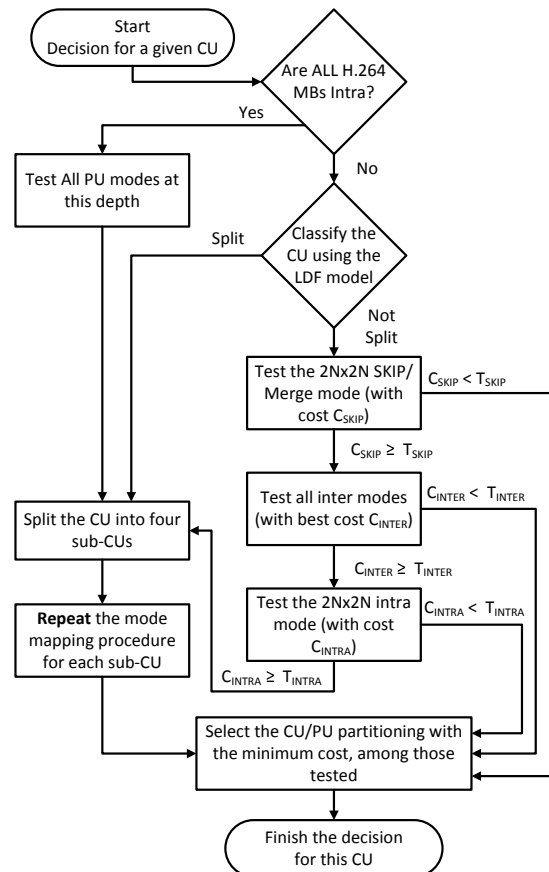 Start
Decision for a given CU
Are ALL H.264
MBs Intra?
Yes
No
Test All PU modes at
this depth
Split
Classify the
CU using the
LDF model
Not
Split
Test the 2Nx2N SKIP/
Merge mode (with
cost CSKIP)
CSKIP < TSKIP
CSKIP ≥ TSKIP
Test all inter modes
(with best cost CINTER)
CINTER < TINTER
Split the CU into four
sub-CUs
CINTER ≥ TINTER
Test the 2Nx2N intra
mode (with cost
CINTRA)
CINTRA < TINTRA
Repeat the mode
mapping procedure
for each sub-CU
CINTRA ≥ TINTRA
Select the CU/PU partitioning with
the minimum cost, among those
tested
Finish the decision
for this CU